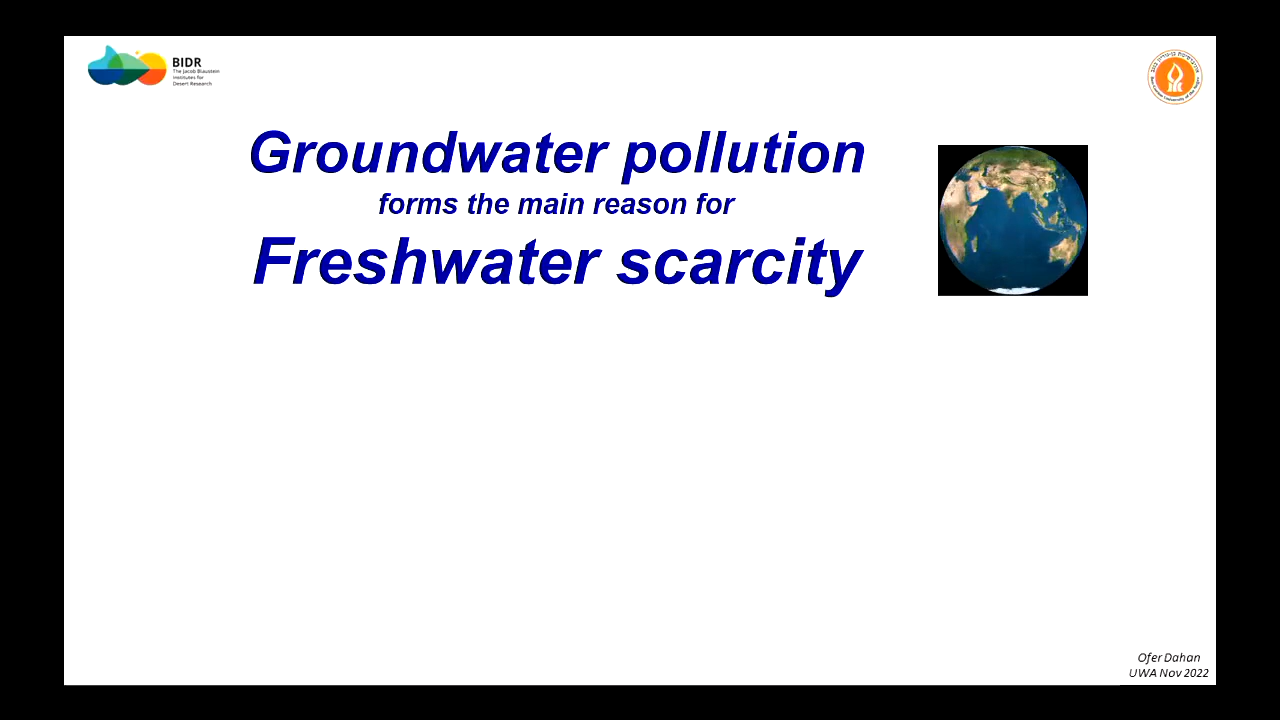 BIDR
The Jacob Blaustein
Institutes for
Desert Research
Groundwater pollution
forms the main reason for
Freshwater scarcity
Ofer Dahan
UWA Nov 2022